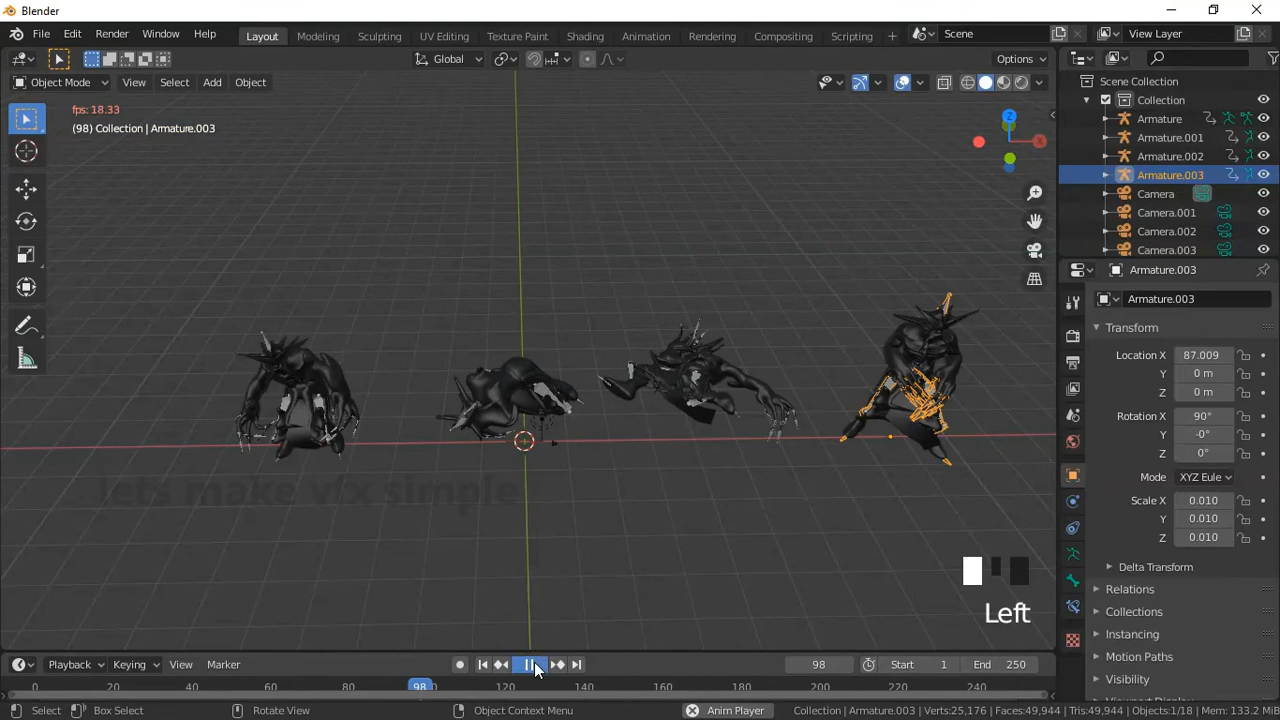 Blender
File Edit Render Window Help Layout Modeling Sculpting UV Editing Texture Paint Shading Animation Rendering Compositing Scripting + Scene View Layer
Global Options
Object Mode View Select Add Object
Scene Collection
Collection
fps: 18.33
(98) Collection | Armature.003
Armature
Armature.001
Armature.002
Armature.003
Camera
Camera.001
Camera.002
Camera.003
Z
X
Armature.003
Armature.003
Transform
Location X 87.009
Y 0 m
Z 0 m
Rotation X 90°
Y -0°
Z 0°
Mode XYZ Eule
Scale X 0.010
Y 0.010
Z 0.010
Delta Transform
Relations
Collections
Instancing
Motion Paths
Visibility
lets make vfx simple
Left
Playback Keying View Marker 98 Start 1 End 250
0 20 40 60 80 98 0 120 140 160 180 200 220 240
Select Box Select Rotate View Object Context Menu Anim Player Collection | Armature.003 | Verts:25,176 | Faces:49,944 | Tris:49,944 | Objects:1/18 | Mem: 133.2 MiB